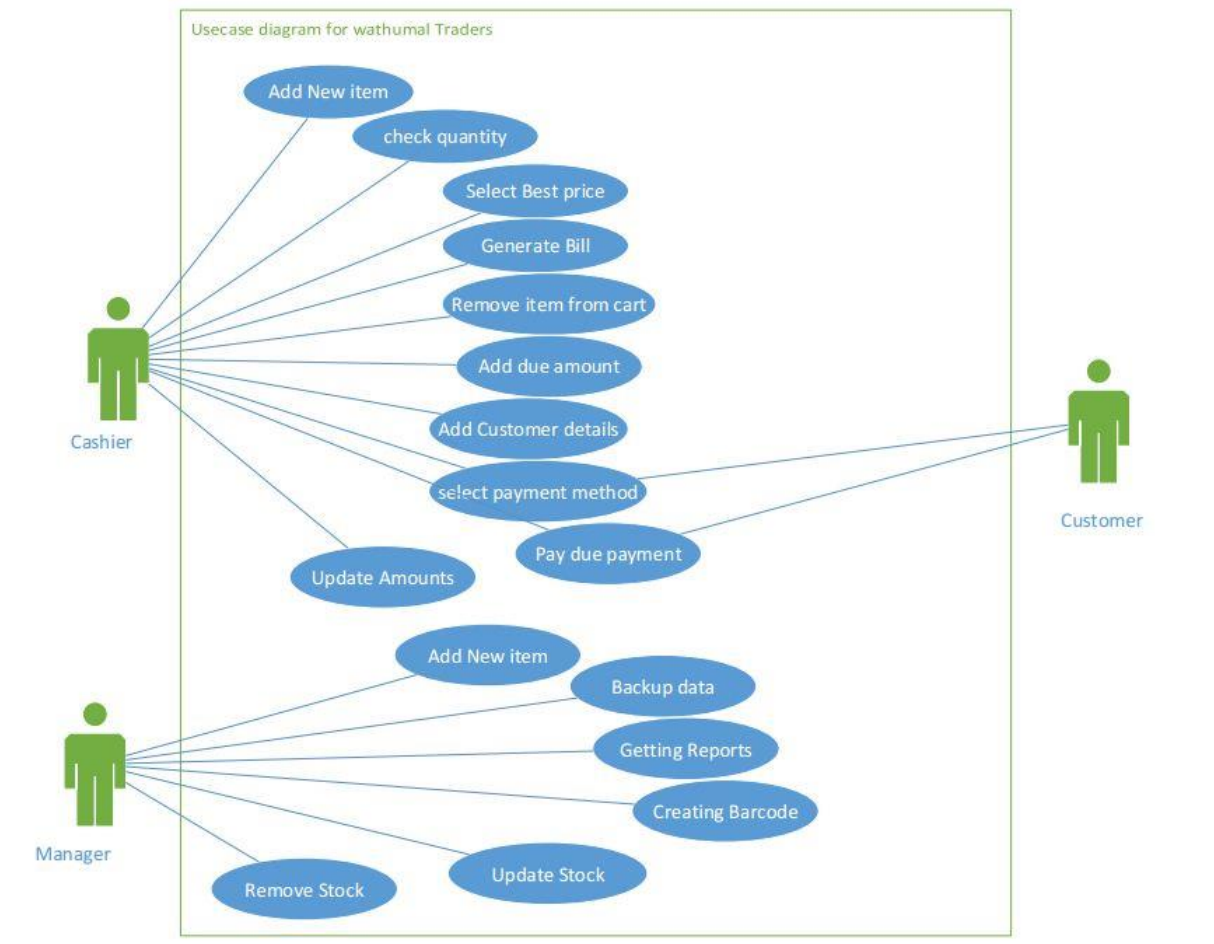 Usecase diagram for wathumal Traders
Add New item
check quantity
Select Best price
Generate Bill
Remove item from cart
Add due amount
Cashier
Add Customer details
select payment method
Customer
Pay due payment
Update Amounts
Add New item
Backup data
Getting Reports
Creating Barcode
Manager
Update Stock
Remove Stock